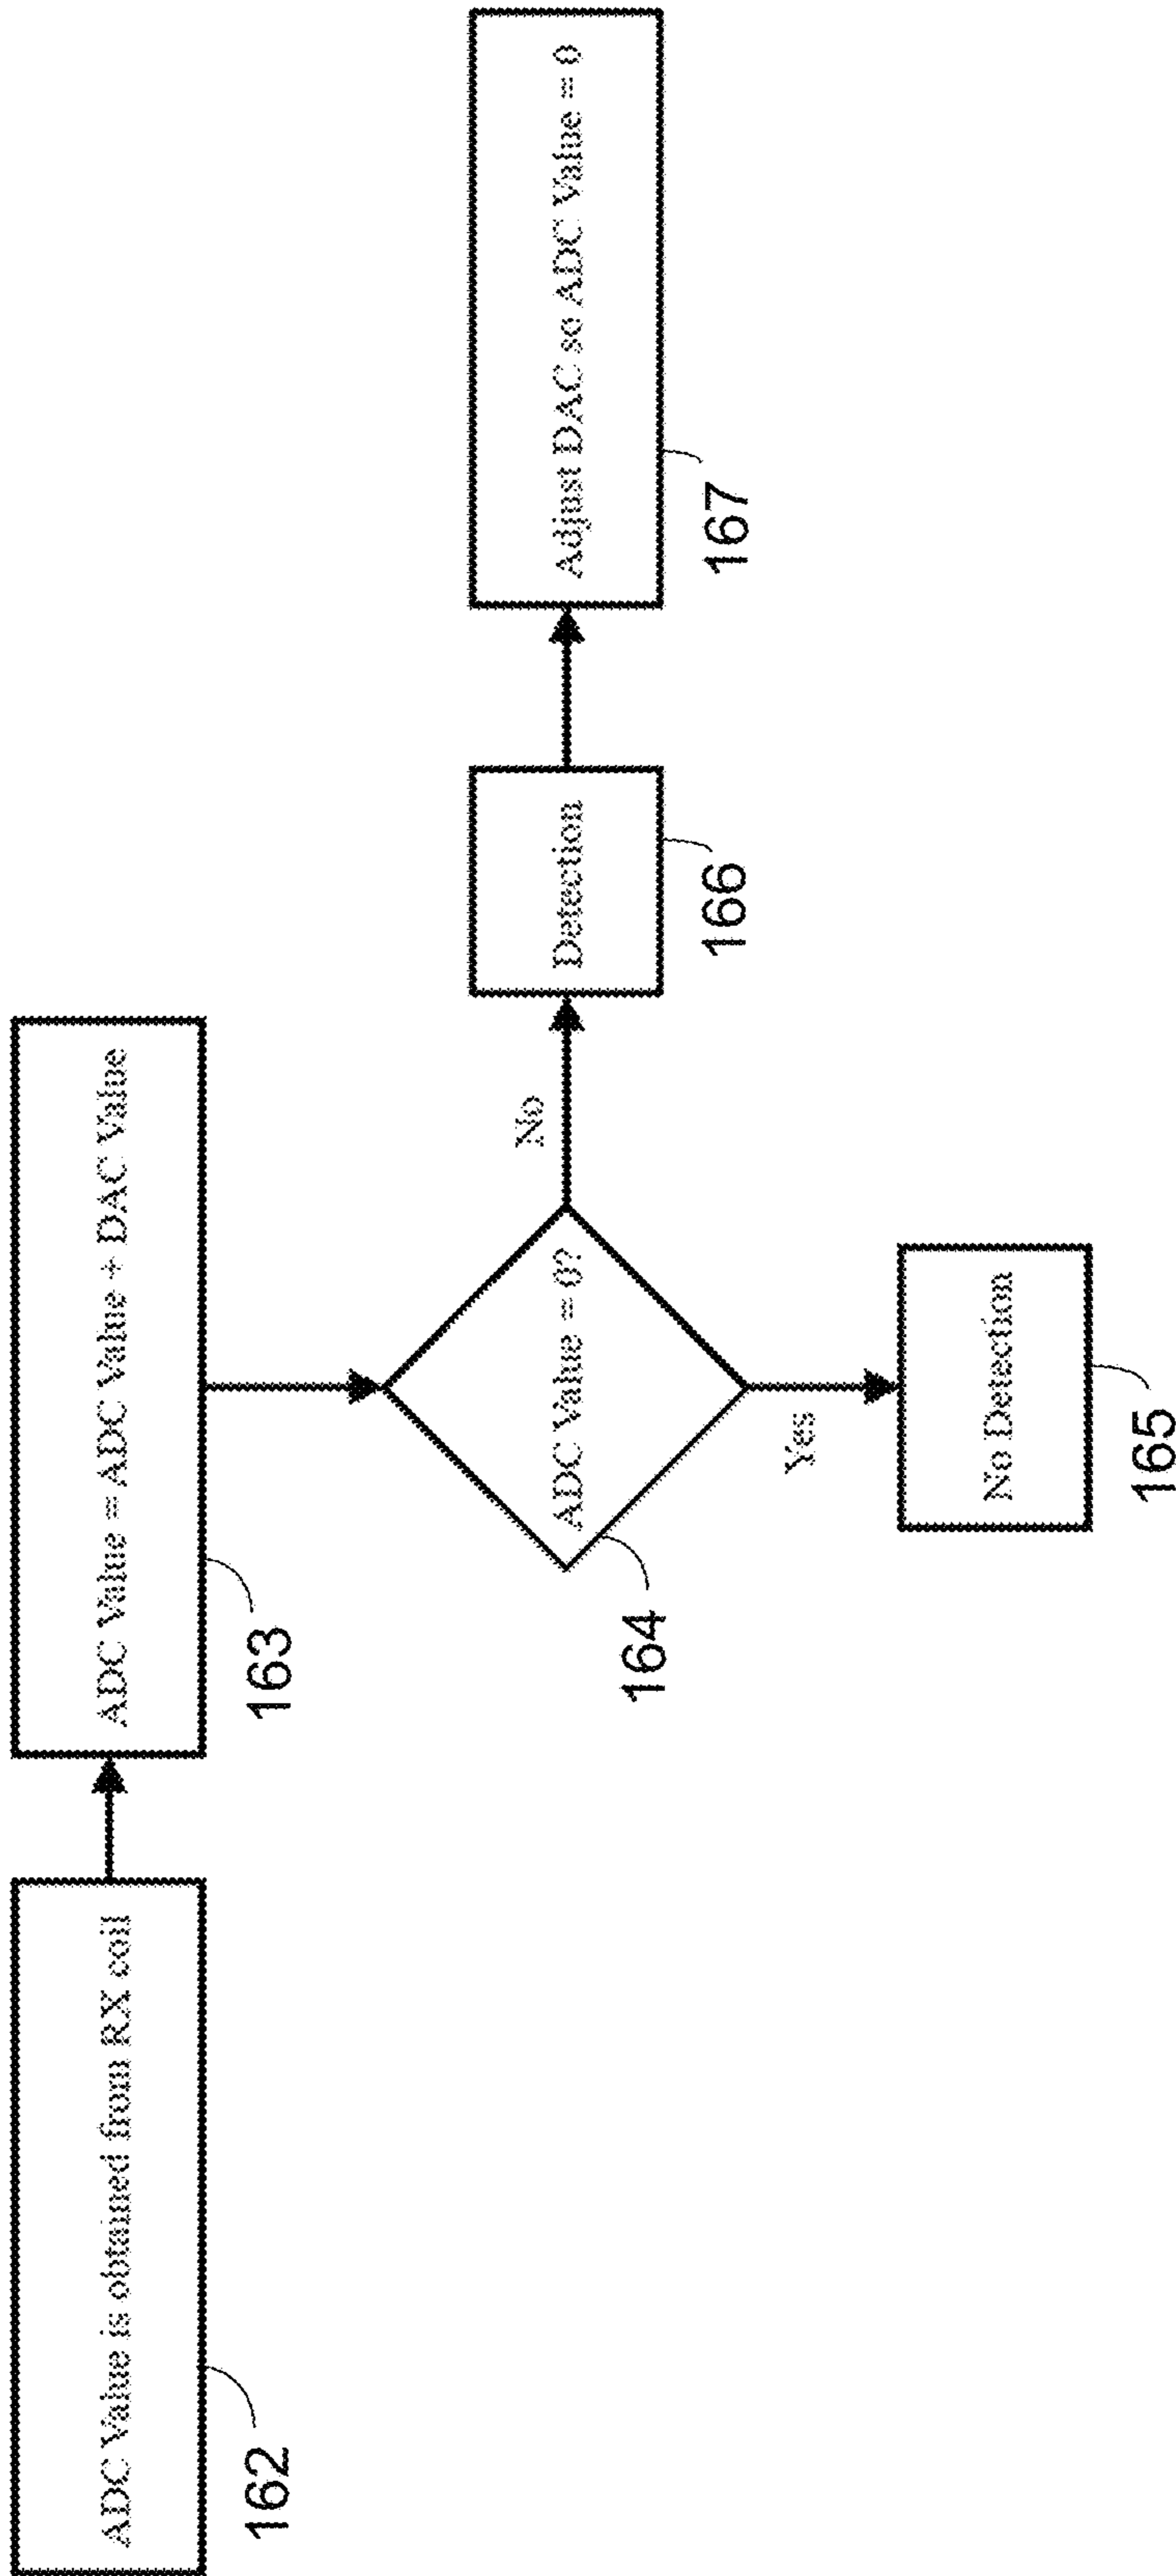 ADC Value is obtained from RX coil
162
ADC Value = ADC Value + DAC Value
163
ADC Value = 0?
164
No
Yes
No Detection
165
Detection
166
Adjust DAC so ADC Value = 0
167